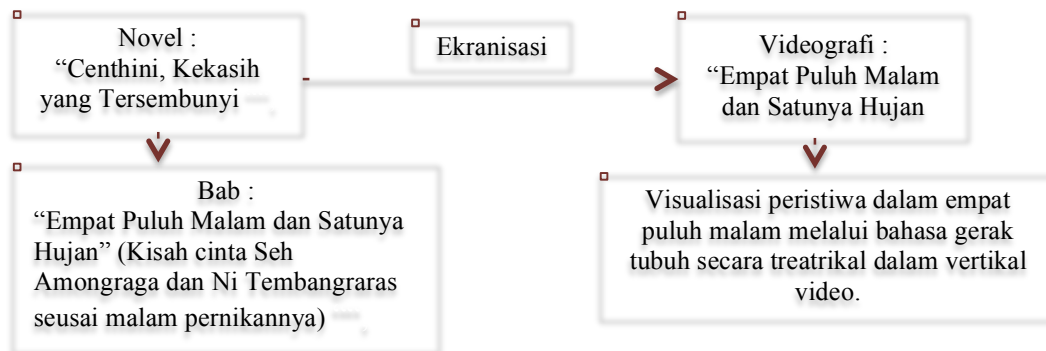 Novel :
“Centhini, Kekasih
yang Tersembunyi
Ekranisasi
Videografi :
“Empat Puluh Malam
dan Satunya Hujan
Bab :
“Empat Puluh Malam dan Satunya
Hujan” (Kisah cinta Seh
Amongraga dan Ni Tembangraras
seusai malam pernikannya)
Visualisasi peristiwa dalam empat
puluh malam melalui bahasa gerak
tubuh secara treatrikal dalam vertikal
video.